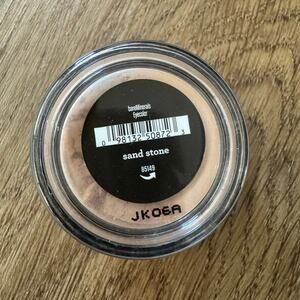 bareMinerals
Eyecolor
0 98132 50872 3
sand stone
85149
JK06A